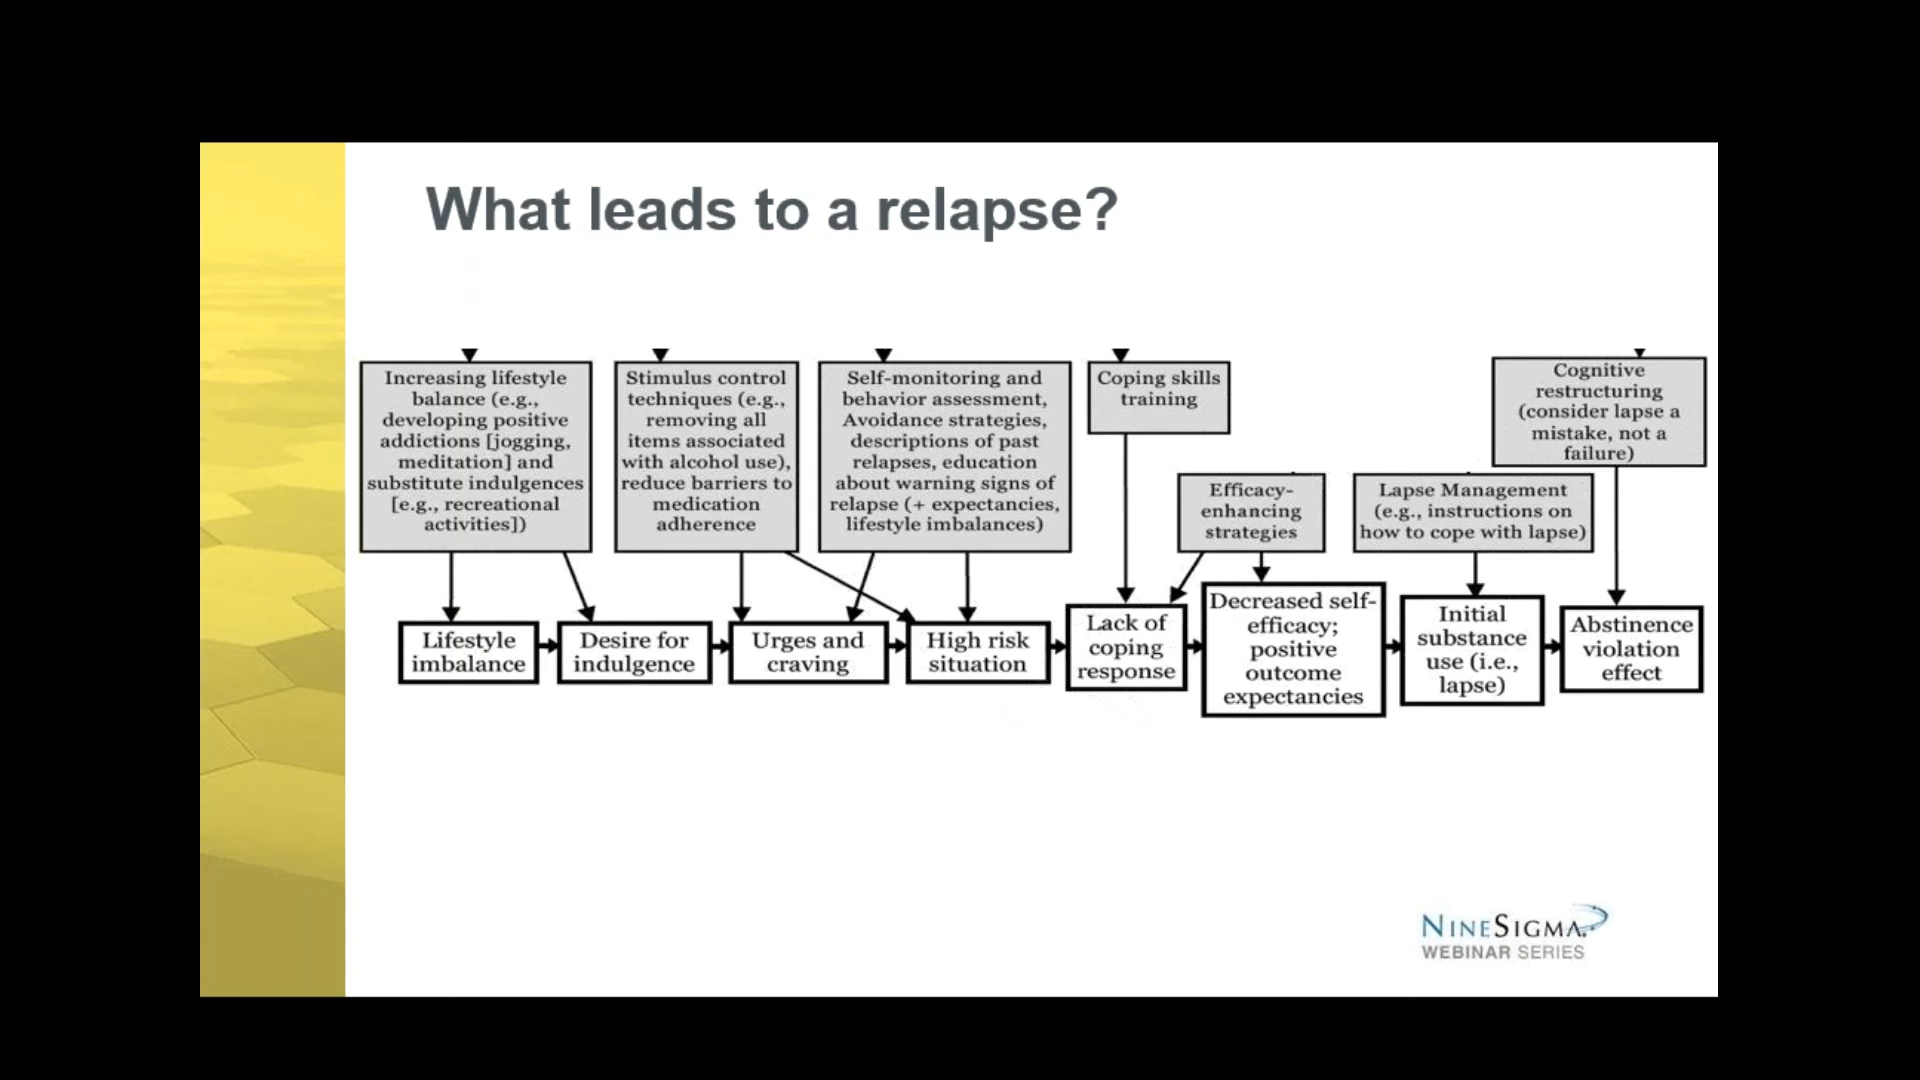 What leads to a relapse?
Increasing lifestyle
balance (e.g.,
developing positive
addictions [jogging,
meditation] and
substitute indulgences
[e.g., recreational
activities])
Stimulus control
techniques (e.g.,
removing all
items associated
with alcohol use),
reduce barriers to
medication
adherence
Self-monitoring and
behavior assessment,
Avoidance strategies,
descriptions of past
relapses, education
about warning signs of
relapse (+ expectancies,
lifestyle imbalances)
Coping skills
training
Efficacy-
enhancing
strategies
Lapse Management
(e.g., instructions on
how to cope with lapse)
Cognitive
restructuring
(consider lapse a
mistake, not a
failure)
Lifestyle
imbalance
Desire for
indulgence
Urges and
craving
High risk
situation
Lack of
coping
response
Decreased self-
efficacy;
positive
outcome
expectancies
Initial
substance
use (i.e.,
lapse)
Abstinence
violation
effect
NINESIGMA
WEBINAR SERIES